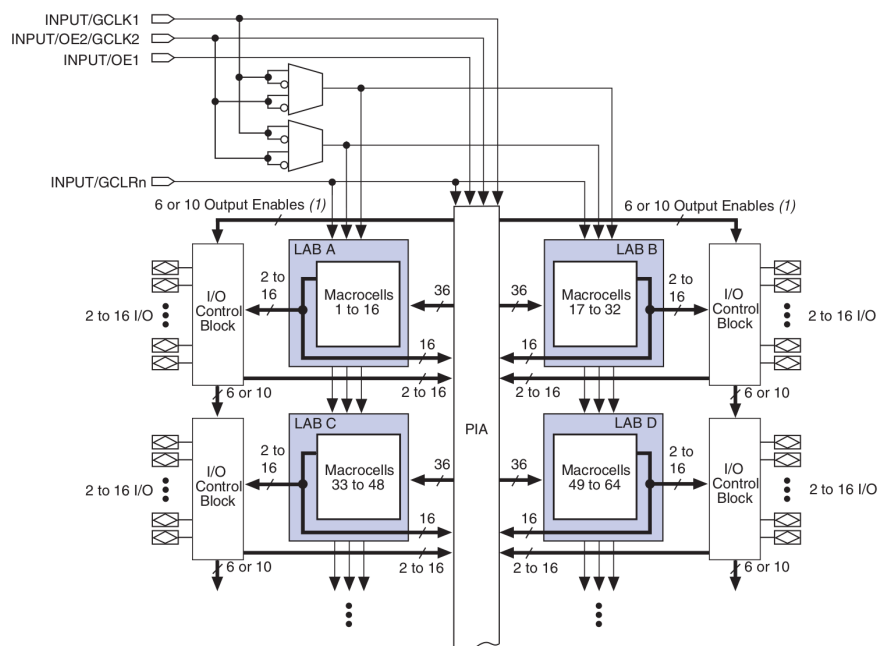 INPUT/GCLK1
INPUT/OE2/GCLK2
INPUT/OE1
INPUT/GCLRn
6 or 10 Output Enables (1)
6 or 10 Output Enables (1)
LAB A
LAB B
2 to
16
Macrocells
1 to 16
36
36
Macrocells
17 to 32
2 to
16
I/O
Control
Block
I/O
Control
Block
2 to 16 I/O
2 to 16 I/O
16
16
6 or 10
2 to 16
2 to 16
6 or 10
PIA
LAB C
LAB D
2 to
16
Macrocells
33 to 48
36
36
Macrocells
49 to 64
2 to
16
I/O
Control
Block
I/O
Control
Block
2 to 16 I/O
2 to 16 I/O
16
16
6 or 10
2 to 16
2 to 16
6 or 10